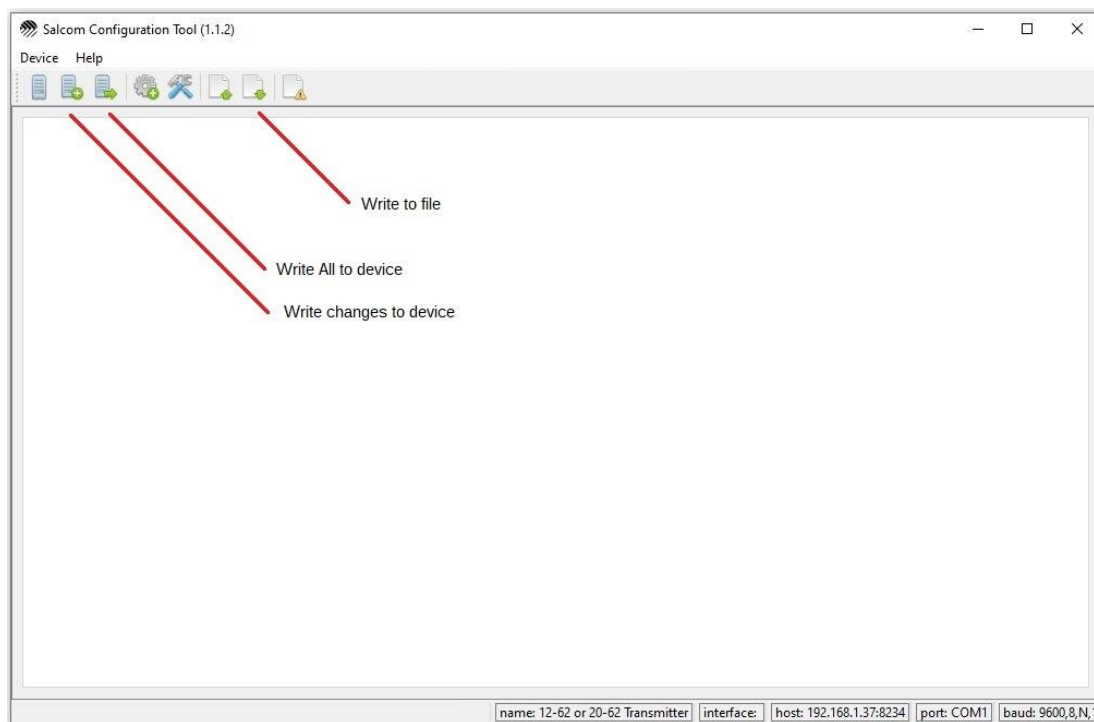 Salcom Configuration Tool (1.1.2)
Device Help
Write to file
Write All to device
Write changes to device
name: 12-62 or 20-62 Transmitter interface: host: 192.168.1.37:8234 port: COM1 baud: 9600,8,N,